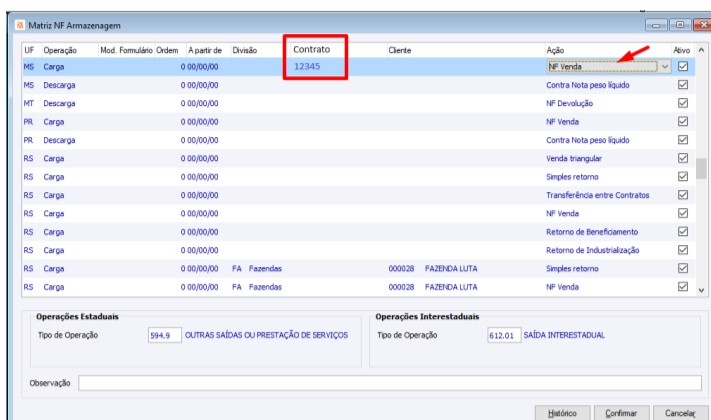 Matriz NF Armazenagem
UF Operação Mod. Formulário Ordem A partir de Divisão Contrato Cliente Ação Ativo
MS Carga 0 00/00/00 12345 NF Venda
MS Descarga 0 00/00/00 Contra Nota peso líquido
MT Descarga 0 00/00/00 NF Devolução
PR Carga 0 00/00/00 NF Venda
PR Descarga 0 00/00/00 Contra Nota peso líquido
RS Carga 0 00/00/00 Venda triangular
RS Carga 0 00/00/00 Simples retorno
RS Carga 0 00/00/00 Transferência entre Contratos
RS Carga 0 00/00/00 NF Venda
RS Carga 0 00/00/00 Retorno de Beneficiamento
RS Carga 0 00/00/00 Retorno de Industrialização
RS Carga 0 00/00/00 FA Fazendas 000028 FAZENDA LUTA Simples retorno
RS Carga 0 00/00/00 FA Fazendas 000028 FAZENDA LUTA NF Venda
Operações Estaduais Operações Interestaduais
Tipo de Operação 594.9 OUTRAS SAÍDAS OU PRESTAÇÃO DE SERVIÇOS Tipo de Operação 612.01 SAÍDA INTERESTADUAL
Observação
Histórico Confirmar Cancelar